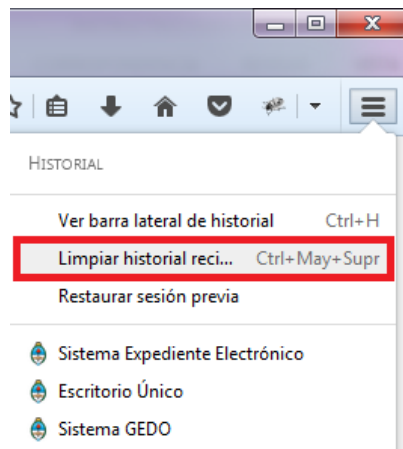 HISTORIAL
Ver barra lateral de historial Ctrl+H
Limpiar historial reci... Ctrl+May+Supr
Restaurar sesión previa
Sistema Expediente Electrónico
Escritorio Único
Sistema GEDO